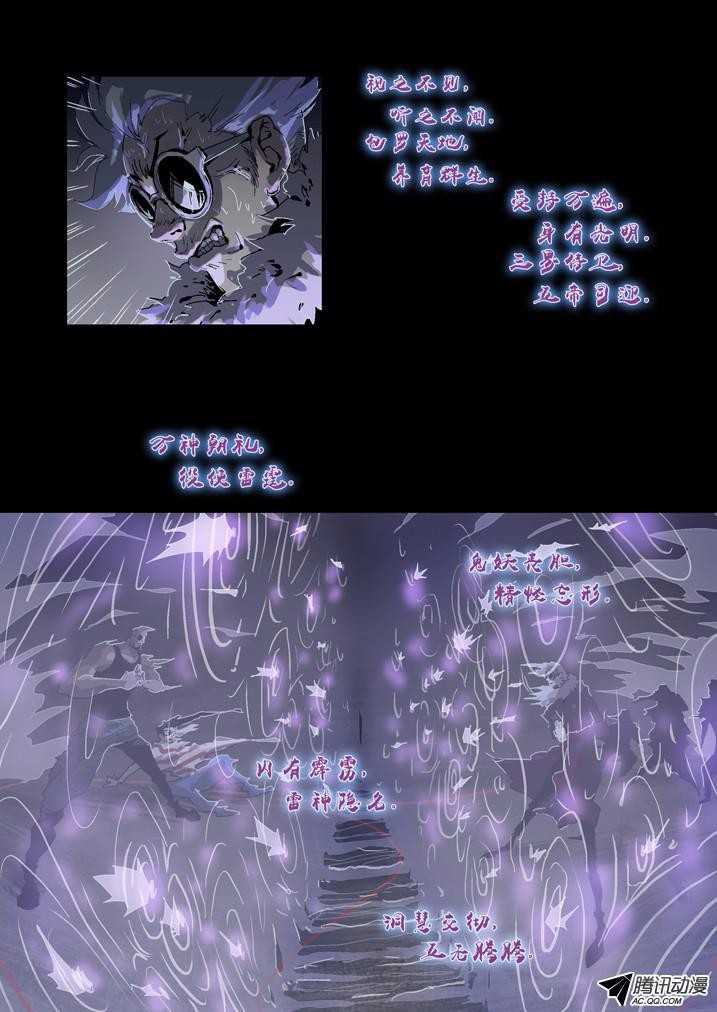 视之不见,
听之不闻.
包罗天地,
养育群生.
受持万遍,
身有光明.
三界侍卫,
五帝司迎.
万神朝礼,
役使雷霆.
鬼妖丧胆,
精怪忘形.
内有霹雳,
雷神隐名.
洞慧交彻,
五炁腾腾.
腾讯动漫
AC.QQ.COM